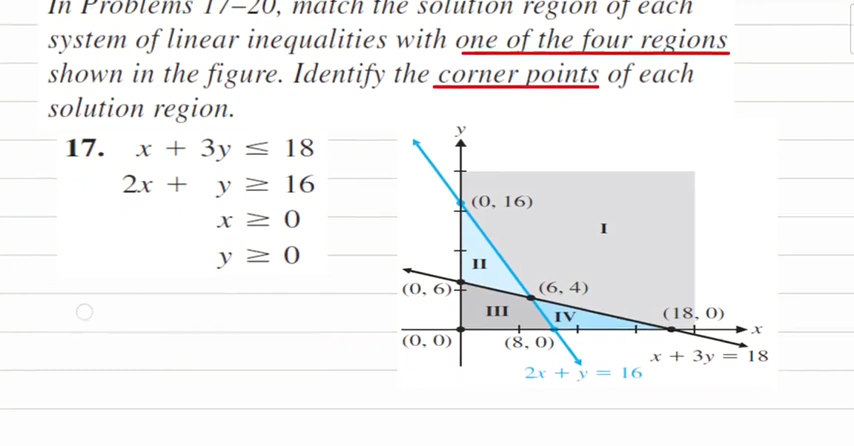 In Problems 17–20, match the solution region of each
system of linear inequalities with one of the four regions
shown in the figure. Identify the corner points of each
solution region.
17. x + 3y ≤ 18
2x + y ≥ 16
x ≥ 0
y ≥ 0
y
(0, 16)
I
II
(0, 6)
(6, 4)
III
IV
(18, 0)
x
(0, 0)
(8, 0)
x + 3y = 18
2x + y = 16